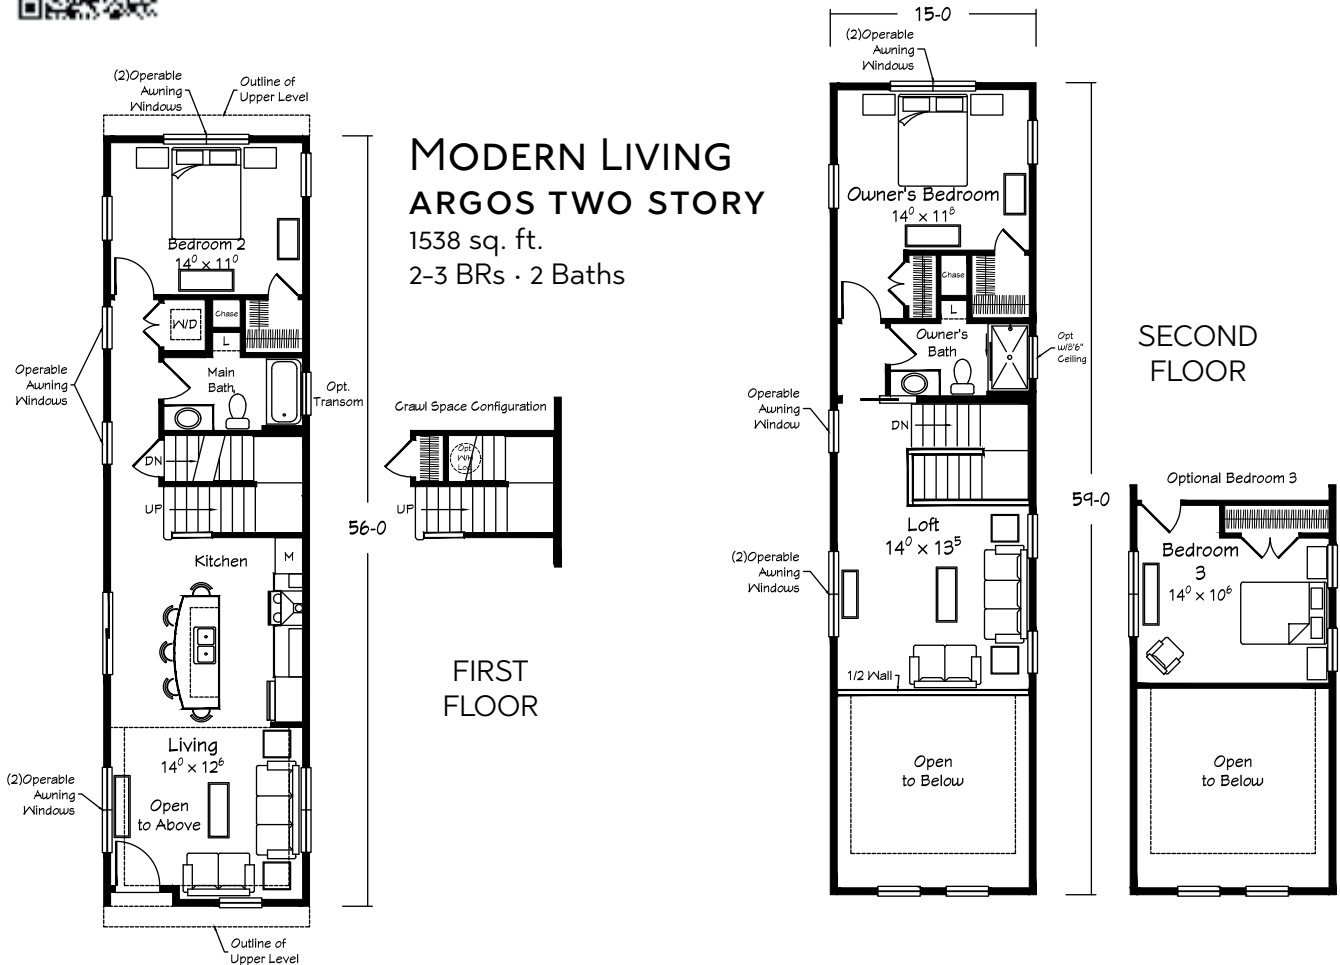 MODERN LIVING
ARGOS TWO STORY
1538 sq. ft.
2-3 BRs · 2 Baths
(2)Operable
Awning
Windows
Outline of
Upper Level
Bedroom 2
14⁰ x 11⁰
W/D
Chase
L
Operable
Awning
Windows
Main
Bath
Opt.
Transom
DN
UP
56-0
Kitchen
M
Living
14⁰ x 12⁶
(2)Operable
Awning
Windows
Open
to Above
Outline of
Upper Level
Crawl Space Configuration
Opt
W/H
Loc
UP
FIRST
FLOOR
15-0
(2)Operable
Awning
Windows
Owner's Bedroom
14⁰ x 11⁸
Chase
L
Owner's
Bath
Opt
w/8'6"
Ceiling
Operable
Awning
Window
DN
59-0
Loft
14⁰ x 13⁵
(2)Operable
Awning
Windows
1/2 Wall
Open
to Below
SECOND
FLOOR
Optional Bedroom 3
Bedroom
3
14⁰ x 10⁶
Open
to Below